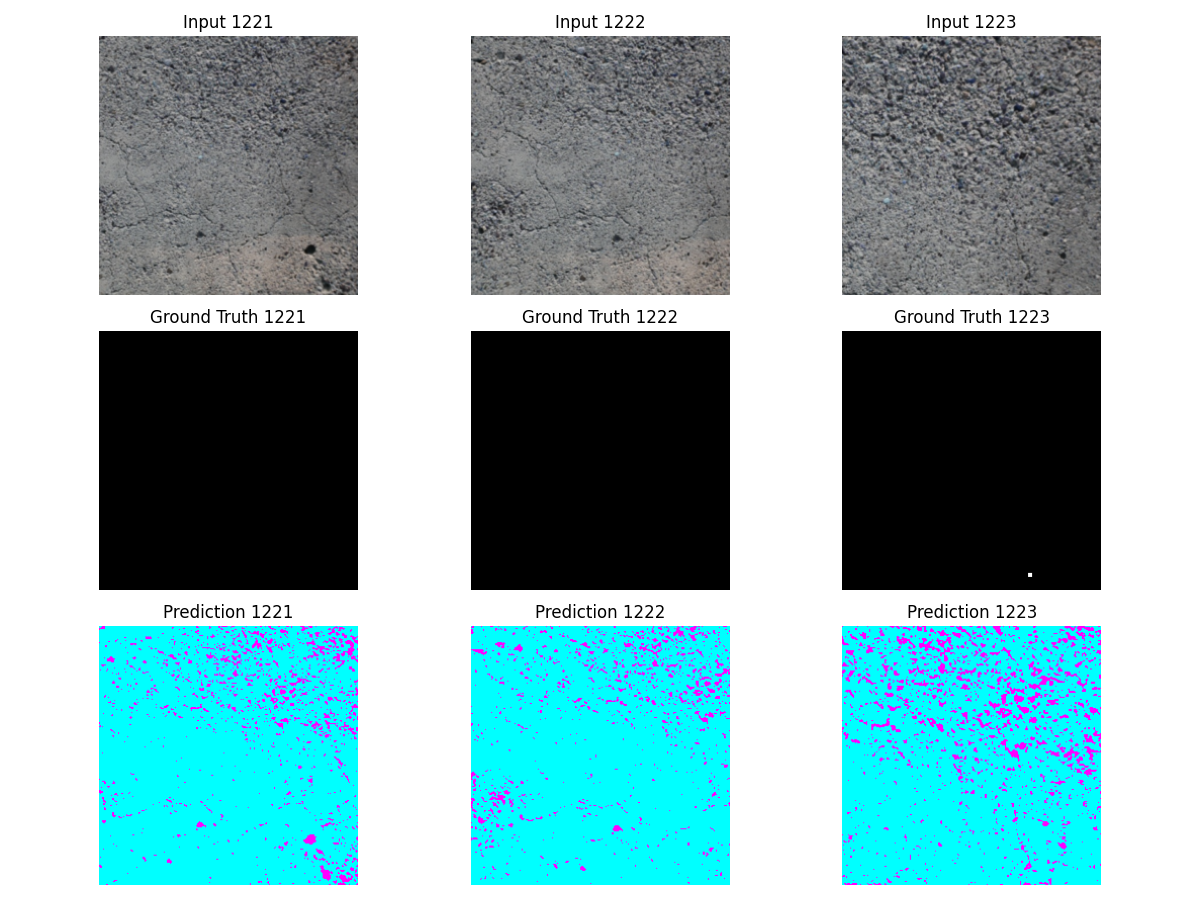 Input 1221
Input 1222
Input 1223
Ground Truth 1221
Ground Truth 1222
Ground Truth 1223
Prediction 1221
Prediction 1222
Prediction 1223